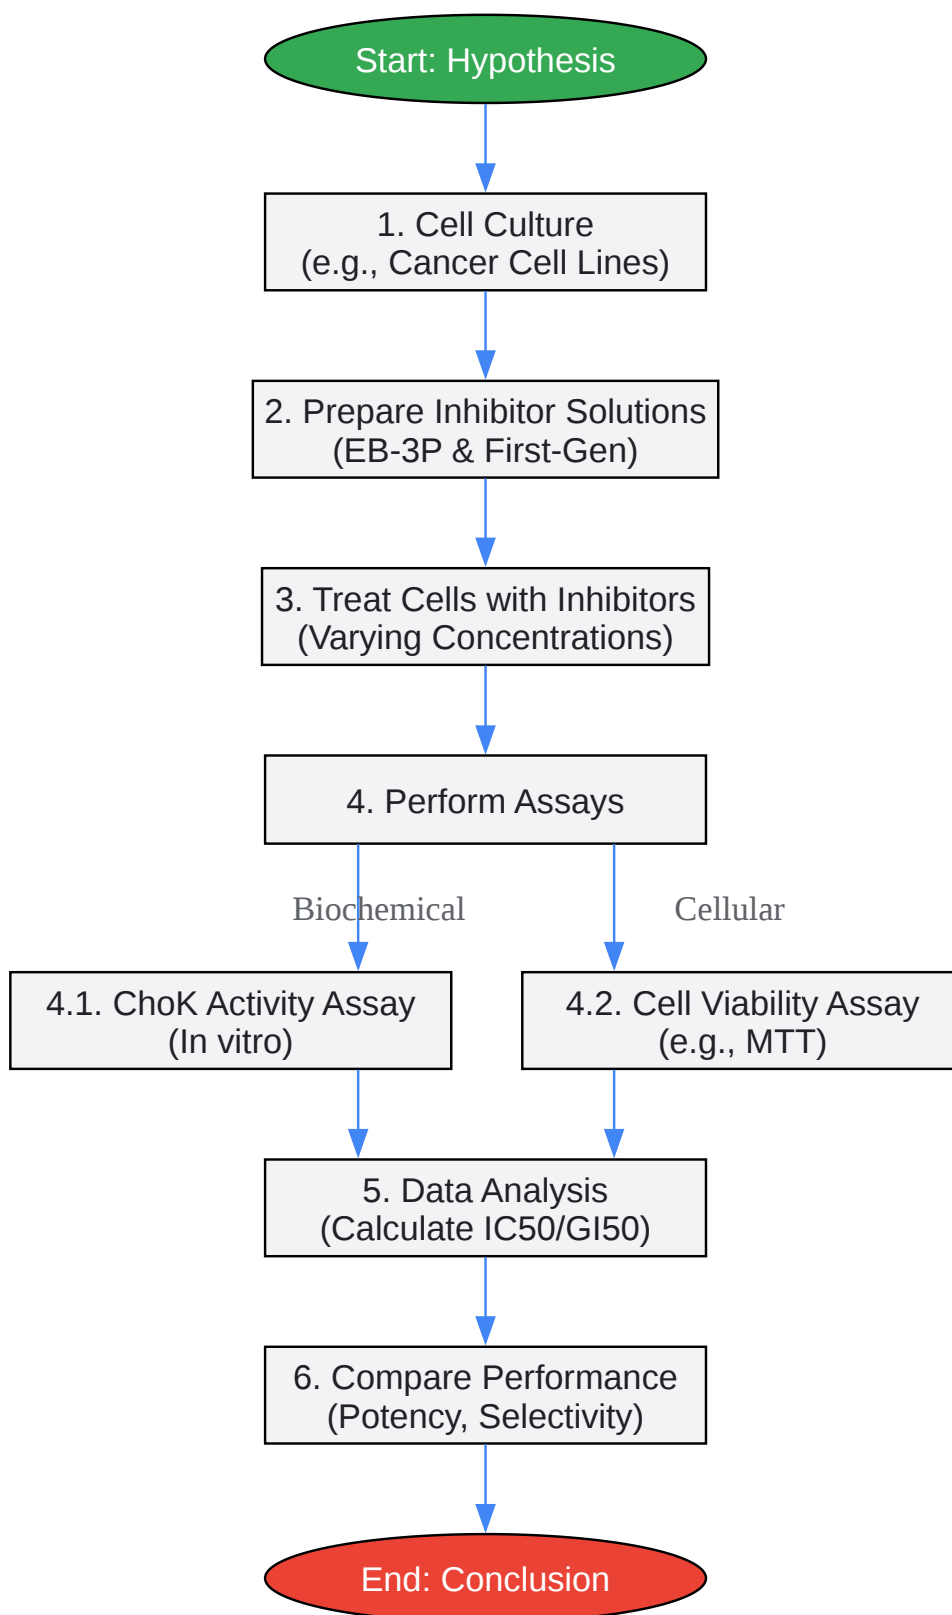 Start: Hypothesis
1. Cell Culture
(e.g., Cancer Cell Lines)
2. Prepare Inhibitor Solutions
(EB-3P & First-Gen)
3. Treat Cells with Inhibitors
(Varying Concentrations)
4. Perform Assays
Biochemical
Cellular
4.1. ChoK Activity Assay
(In vitro)
4.2. Cell Viability Assay
(e.g., MTT)
5. Data Analysis
(Calculate IC50/GI50)
6. Compare Performance
(Potency, Selectivity)
End: Conclusion